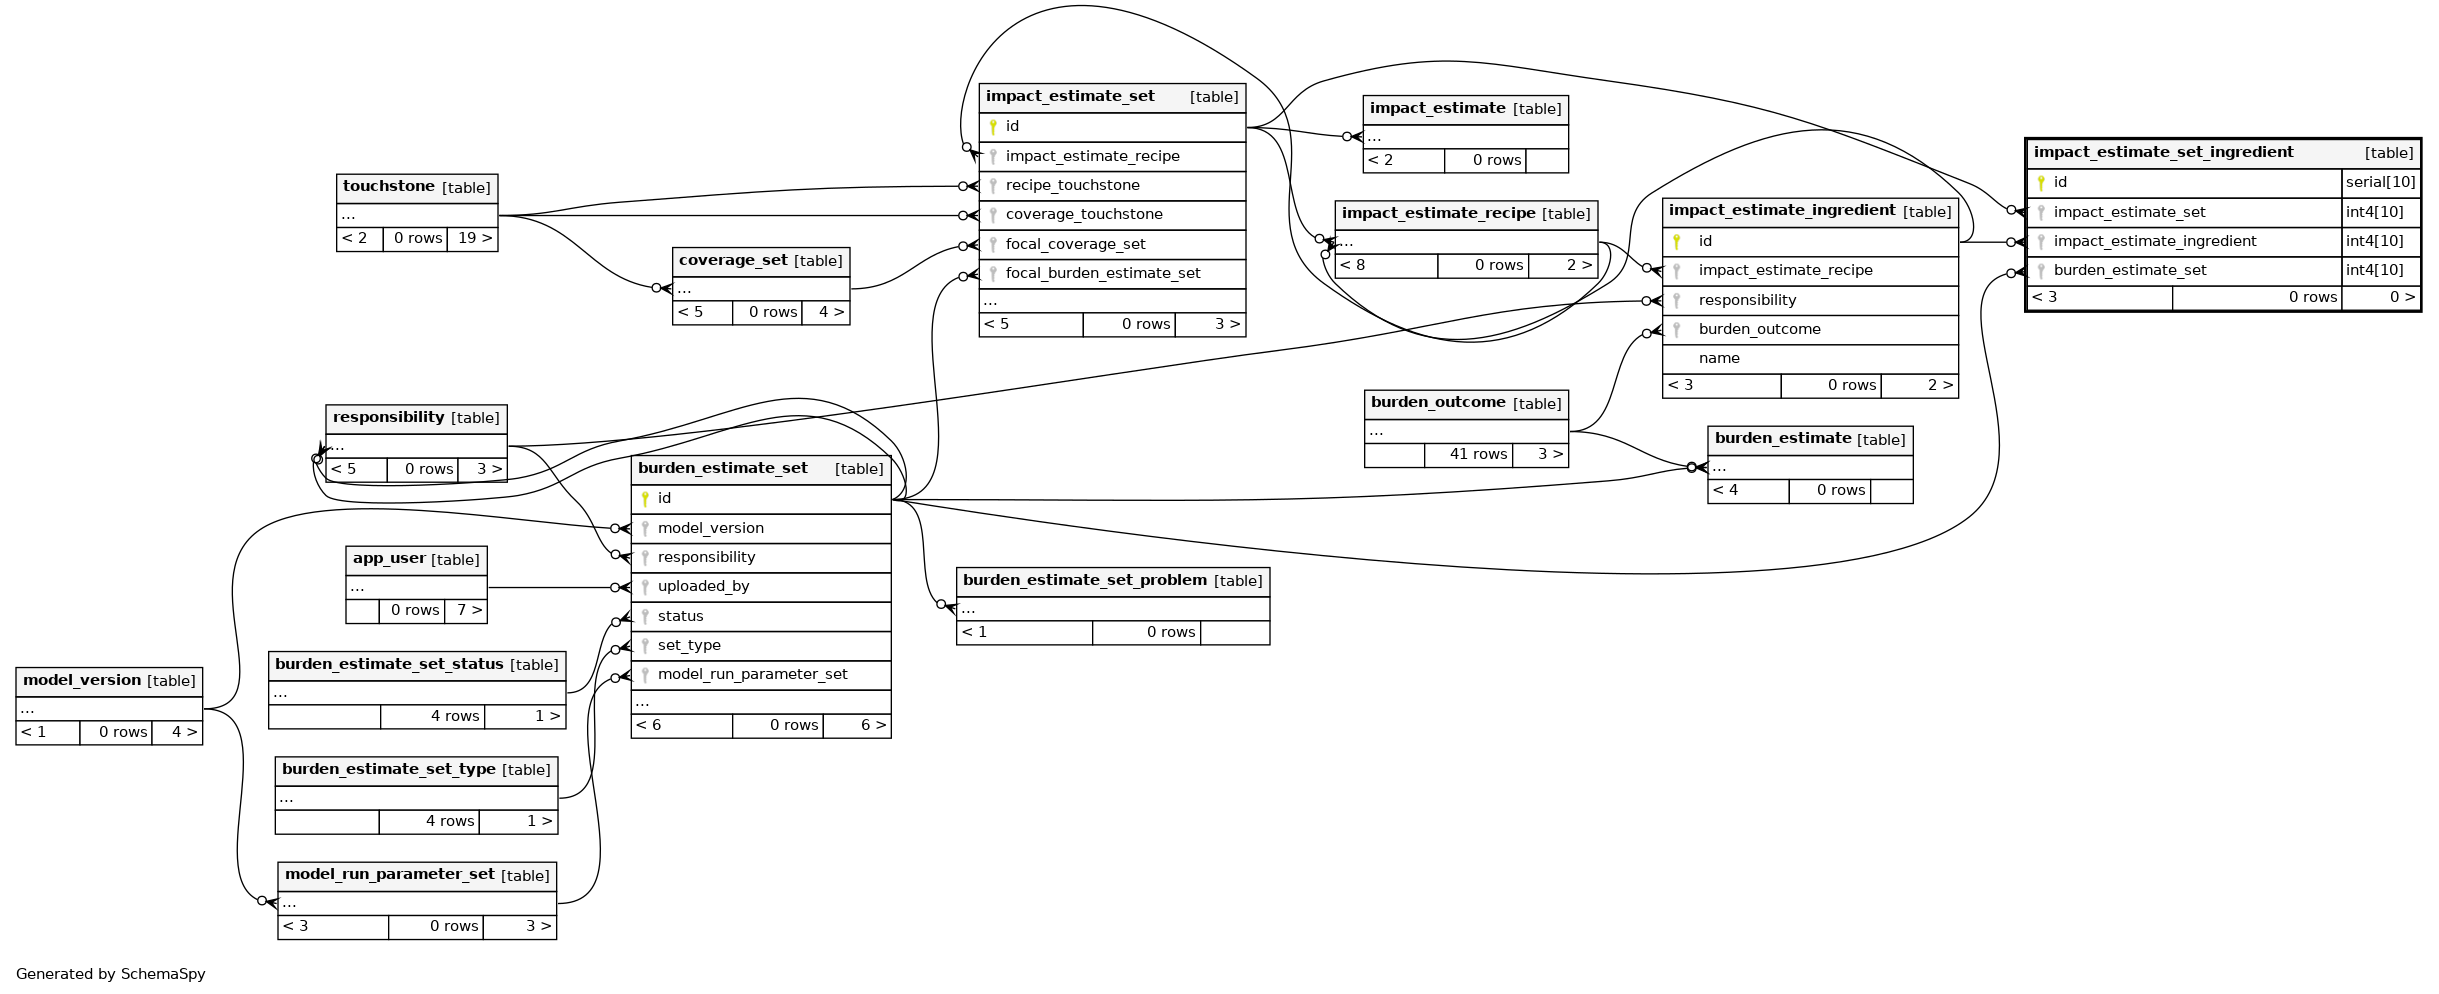 impact_estimate_set [table]
id
impact_estimate_recipe
recipe_touchstone
coverage_touchstone
focal_coverage_set
focal_burden_estimate_set
...
< 5 0 rows 3 >
impact_estimate [table]
...
< 2 0 rows
impact_estimate_set_ingredient [table]
id serial[10]
impact_estimate_set int4[10]
impact_estimate_ingredient int4[10]
burden_estimate_set int4[10]
< 3 0 rows 0 >
touchstone [table]
...
< 2 0 rows 19 >
impact_estimate_recipe [table]
...
< 8 0 rows 2 >
impact_estimate_ingredient [table]
id
impact_estimate_recipe
responsibility
burden_outcome
name
< 3 0 rows 2 >
coverage_set [table]
...
< 5 0 rows 4 >
burden_outcome [table]
...
41 rows 3 >
responsibility [table]
...
< 5 0 rows 3 >
burden_estimate [table]
...
< 4 0 rows
burden_estimate_set [table]
id
model_version
responsibility
uploaded_by
status
set_type
model_run_parameter_set
...
< 6 0 rows 6 >
app_user [table]
...
0 rows 7 >
burden_estimate_set_problem [table]
...
< 1 0 rows
burden_estimate_set_status [table]
...
4 rows 1 >
model_version [table]
...
< 1 0 rows 4 >
burden_estimate_set_type [table]
...
4 rows 1 >
model_run_parameter_set [table]
...
< 3 0 rows 3 >
Generated by SchemaSpy